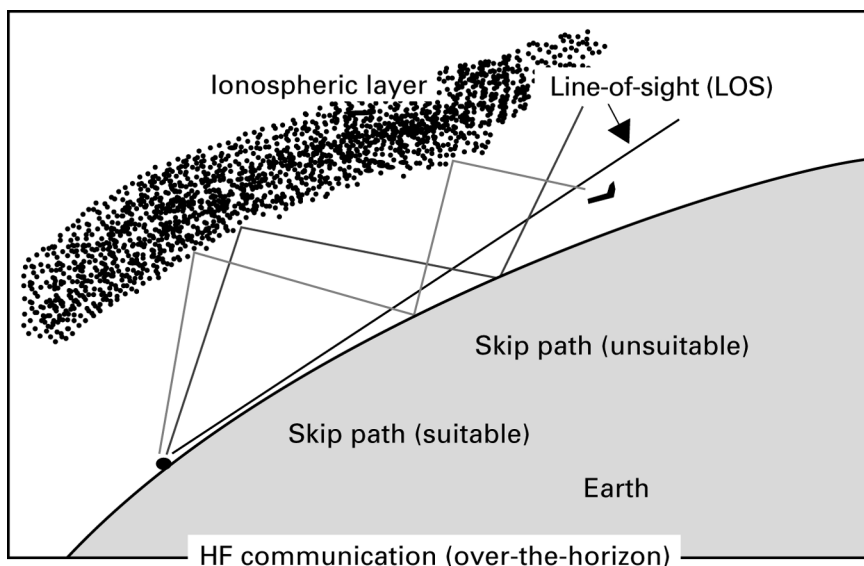 Ionospheric layer
Line-of-sight (LOS)
Skip path (unsuitable)
Skip path (suitable)
Earth
HF communication (over-the-horizon)